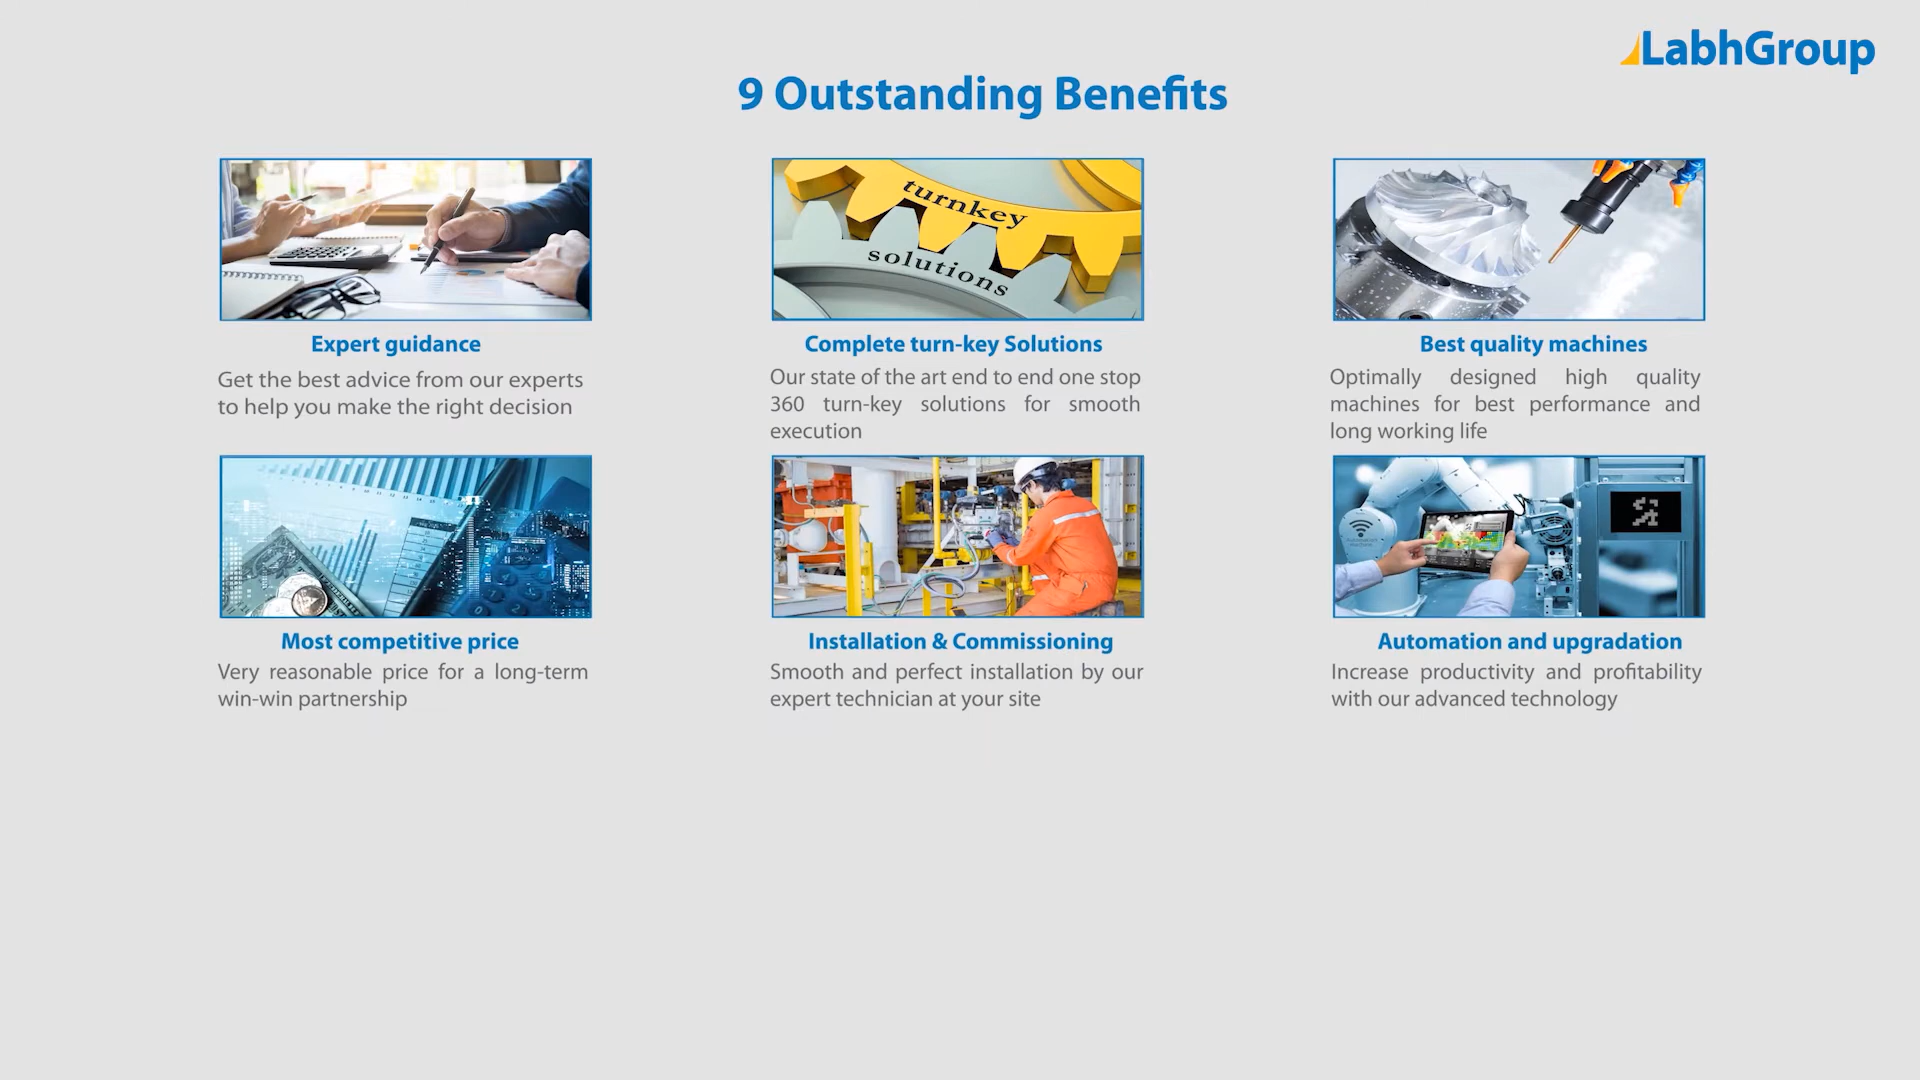 LabhGroup
9 Outstanding Benefits
turnkey
solutions
Expert guidance
Get the best advice from our experts
to help you make the right decision
Complete turn-key Solutions
Our state of the art end to end one stop
360 turn-key solutions for smooth
execution
Best quality machines
Optimally designed high quality
machines for best performance and
long working life
Most competitive price
Very reasonable price for a long-term
win-win partnership
Installation & Commissioning
Smooth and perfect installation by our
expert technician at your site
Automation and upgradation
Increase productivity and profitability
with our advanced technology